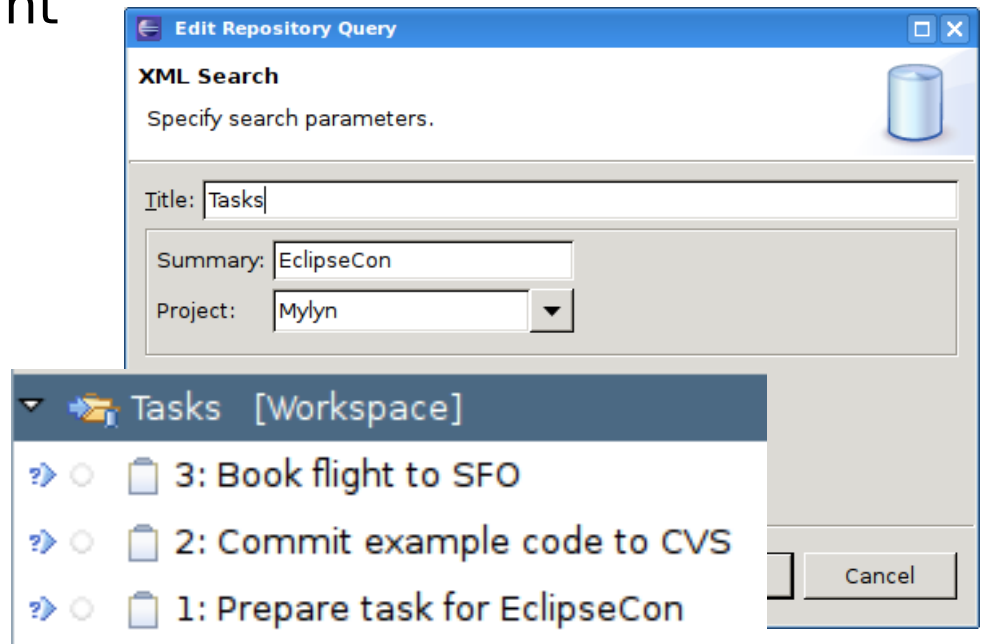 Edit Repository Query
XML Search
Specify search parameters.
Title: Tasks
Summary: EclipseCon
Project: Mylyn
Tasks [Workspace]
3: Book flight to SFO
2: Commit example code to CVS
1: Prepare task for EclipseCon
Cancel